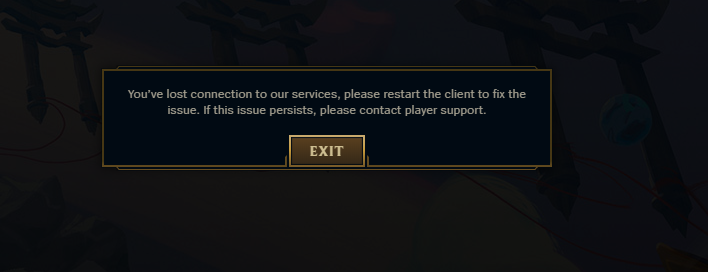 You've lost connection to our services, please restart the client to fix the
issue. If this issue persists, please contact player support.
EXIT